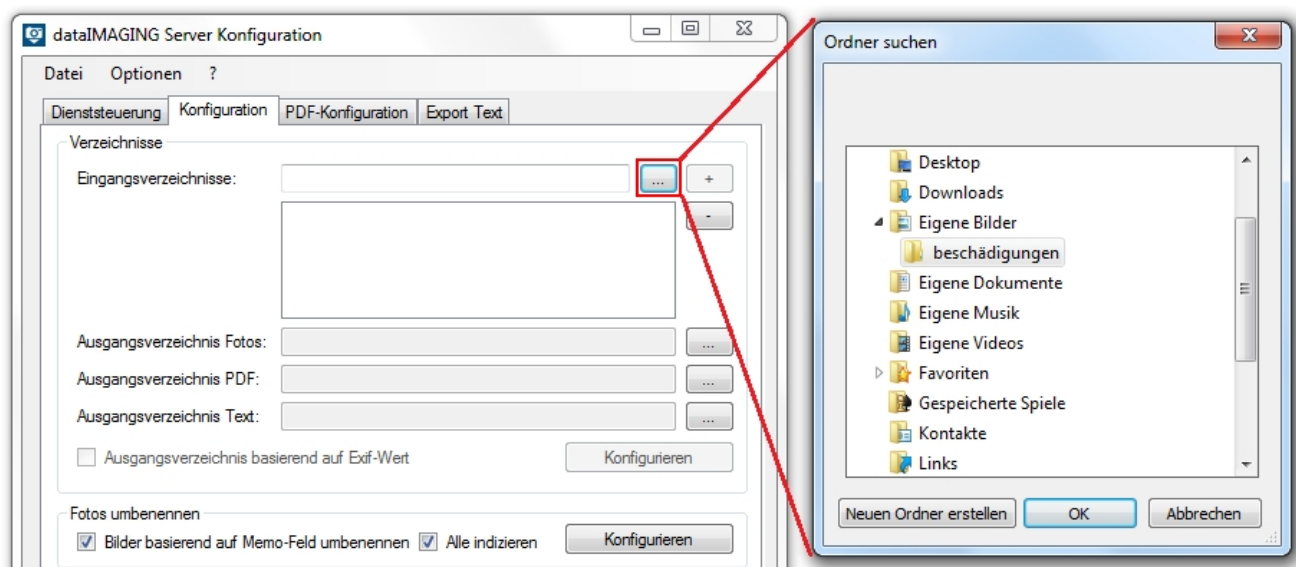 dataIMAGING Server Konfiguration
Datei Optionen ?
Dienststeuerung Konfiguration PDF-Konfiguration Export Text
Verzeichnisse
Eingangsverzeichnisse: ... +
-
Ausgangsverzeichnis Fotos: ...
Ausgangsverzeichnis PDF: ...
Ausgangsverzeichnis Text: ...
Ausgangsverzeichnis basierend auf Exif-Wert Konfigurieren
Fotos umbenennen
Bilder basierend auf Memo-Feld umbenennen Alle indizieren Konfigurieren
Ordner suchen
Desktop
Downloads
Eigene Bilder
beschädigungen
Eigene Dokumente
Eigene Musik
Eigene Videos
Favoriten
Gespeicherte Spiele
Kontakte
Links
Neuen Ordner erstellen OK Abbrechen